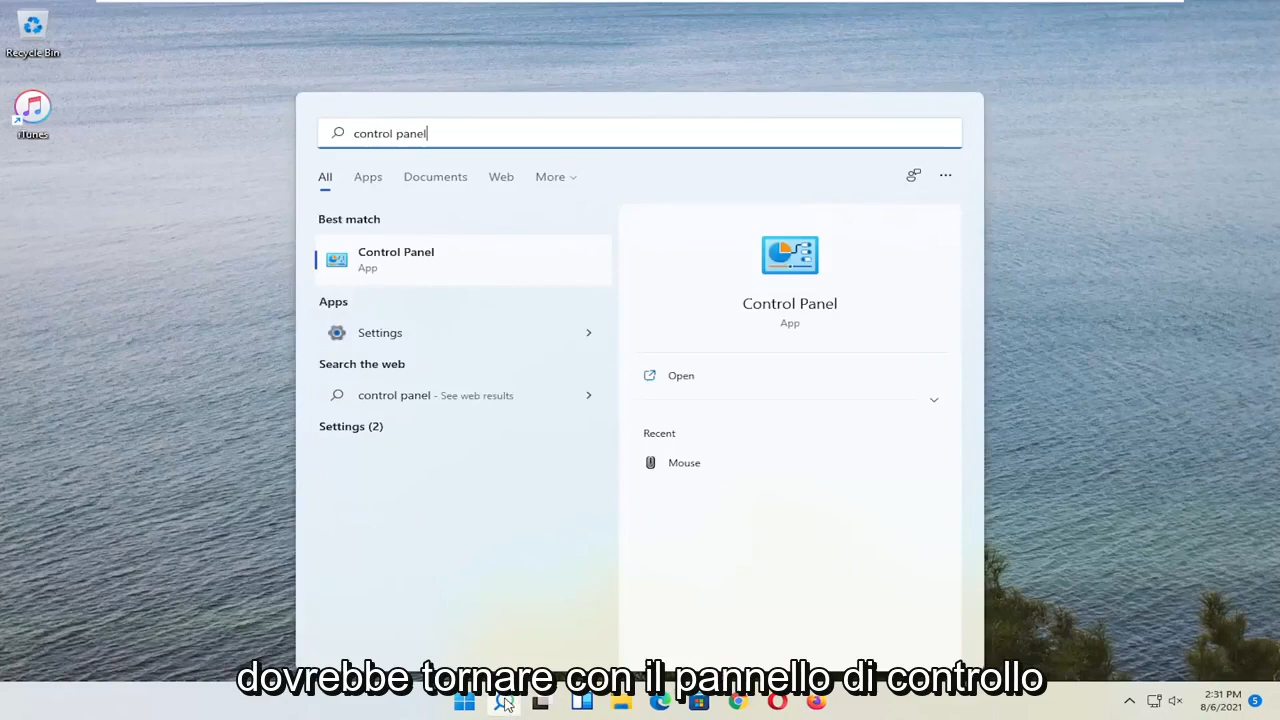 Recycle Bin
iTunes
control panel
All Apps Documents Web More
Best match
Control Panel
App
Apps
Settings
Search the web
control panel - See web results
Settings (2)
Control Panel
App
Open
Recent
Mouse
dovrebbe tornare con il pannello di controllo
2:31 PM
8/6/2021
5